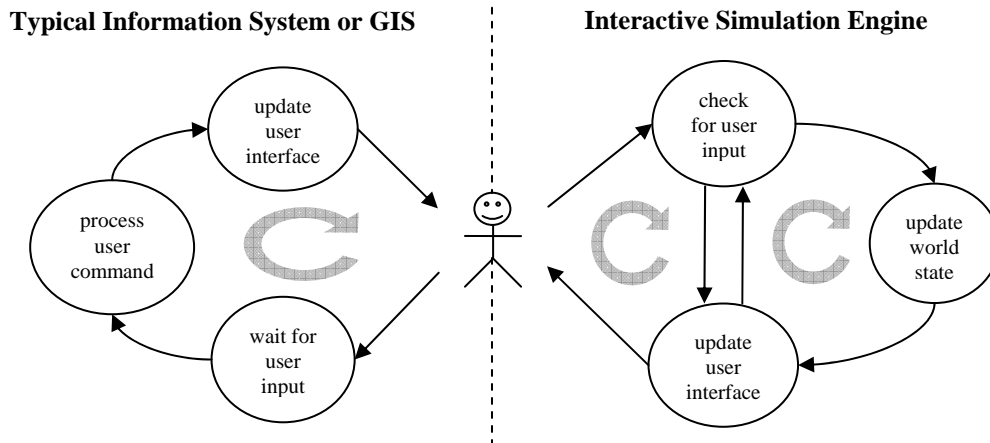 Typical Information System or GIS
update
user
interface
process
user
command
wait for
user
input
Interactive Simulation Engine
check
for user
input
update
world
state
update
user
interface